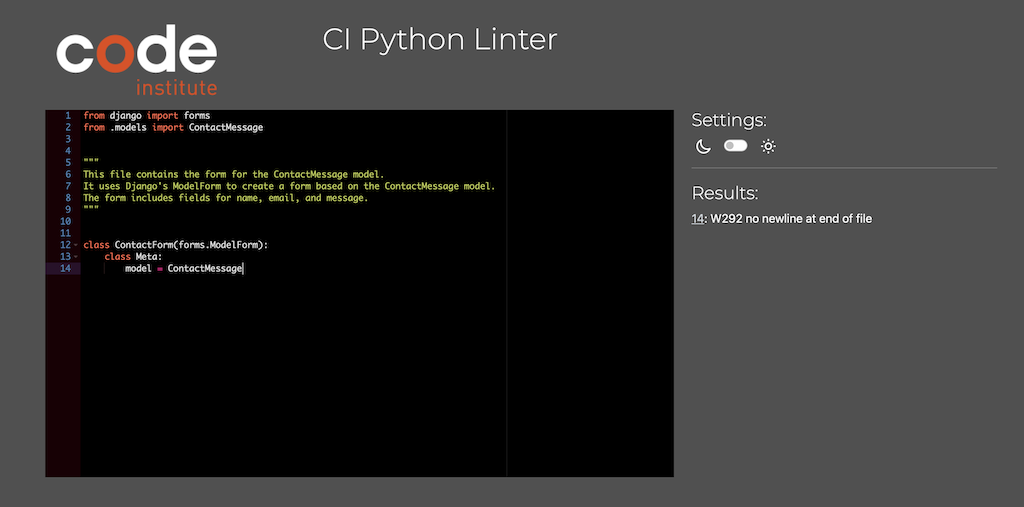 code
institute
CI Python Linter
1 from django import forms
2 from .models import ContactMessage
3
4
5 """
6 This file contains the form for the ContactMessage model.
7 It uses Django's ModelForm to create a form based on the ContactMessage model.
8 The form includes fields for name, email, and message.
9 """
10
11
12 class ContactForm(forms.ModelForm):
13     class Meta:
14         model = ContactMessage
Settings:
Results:
14: W292 no newline at end of file